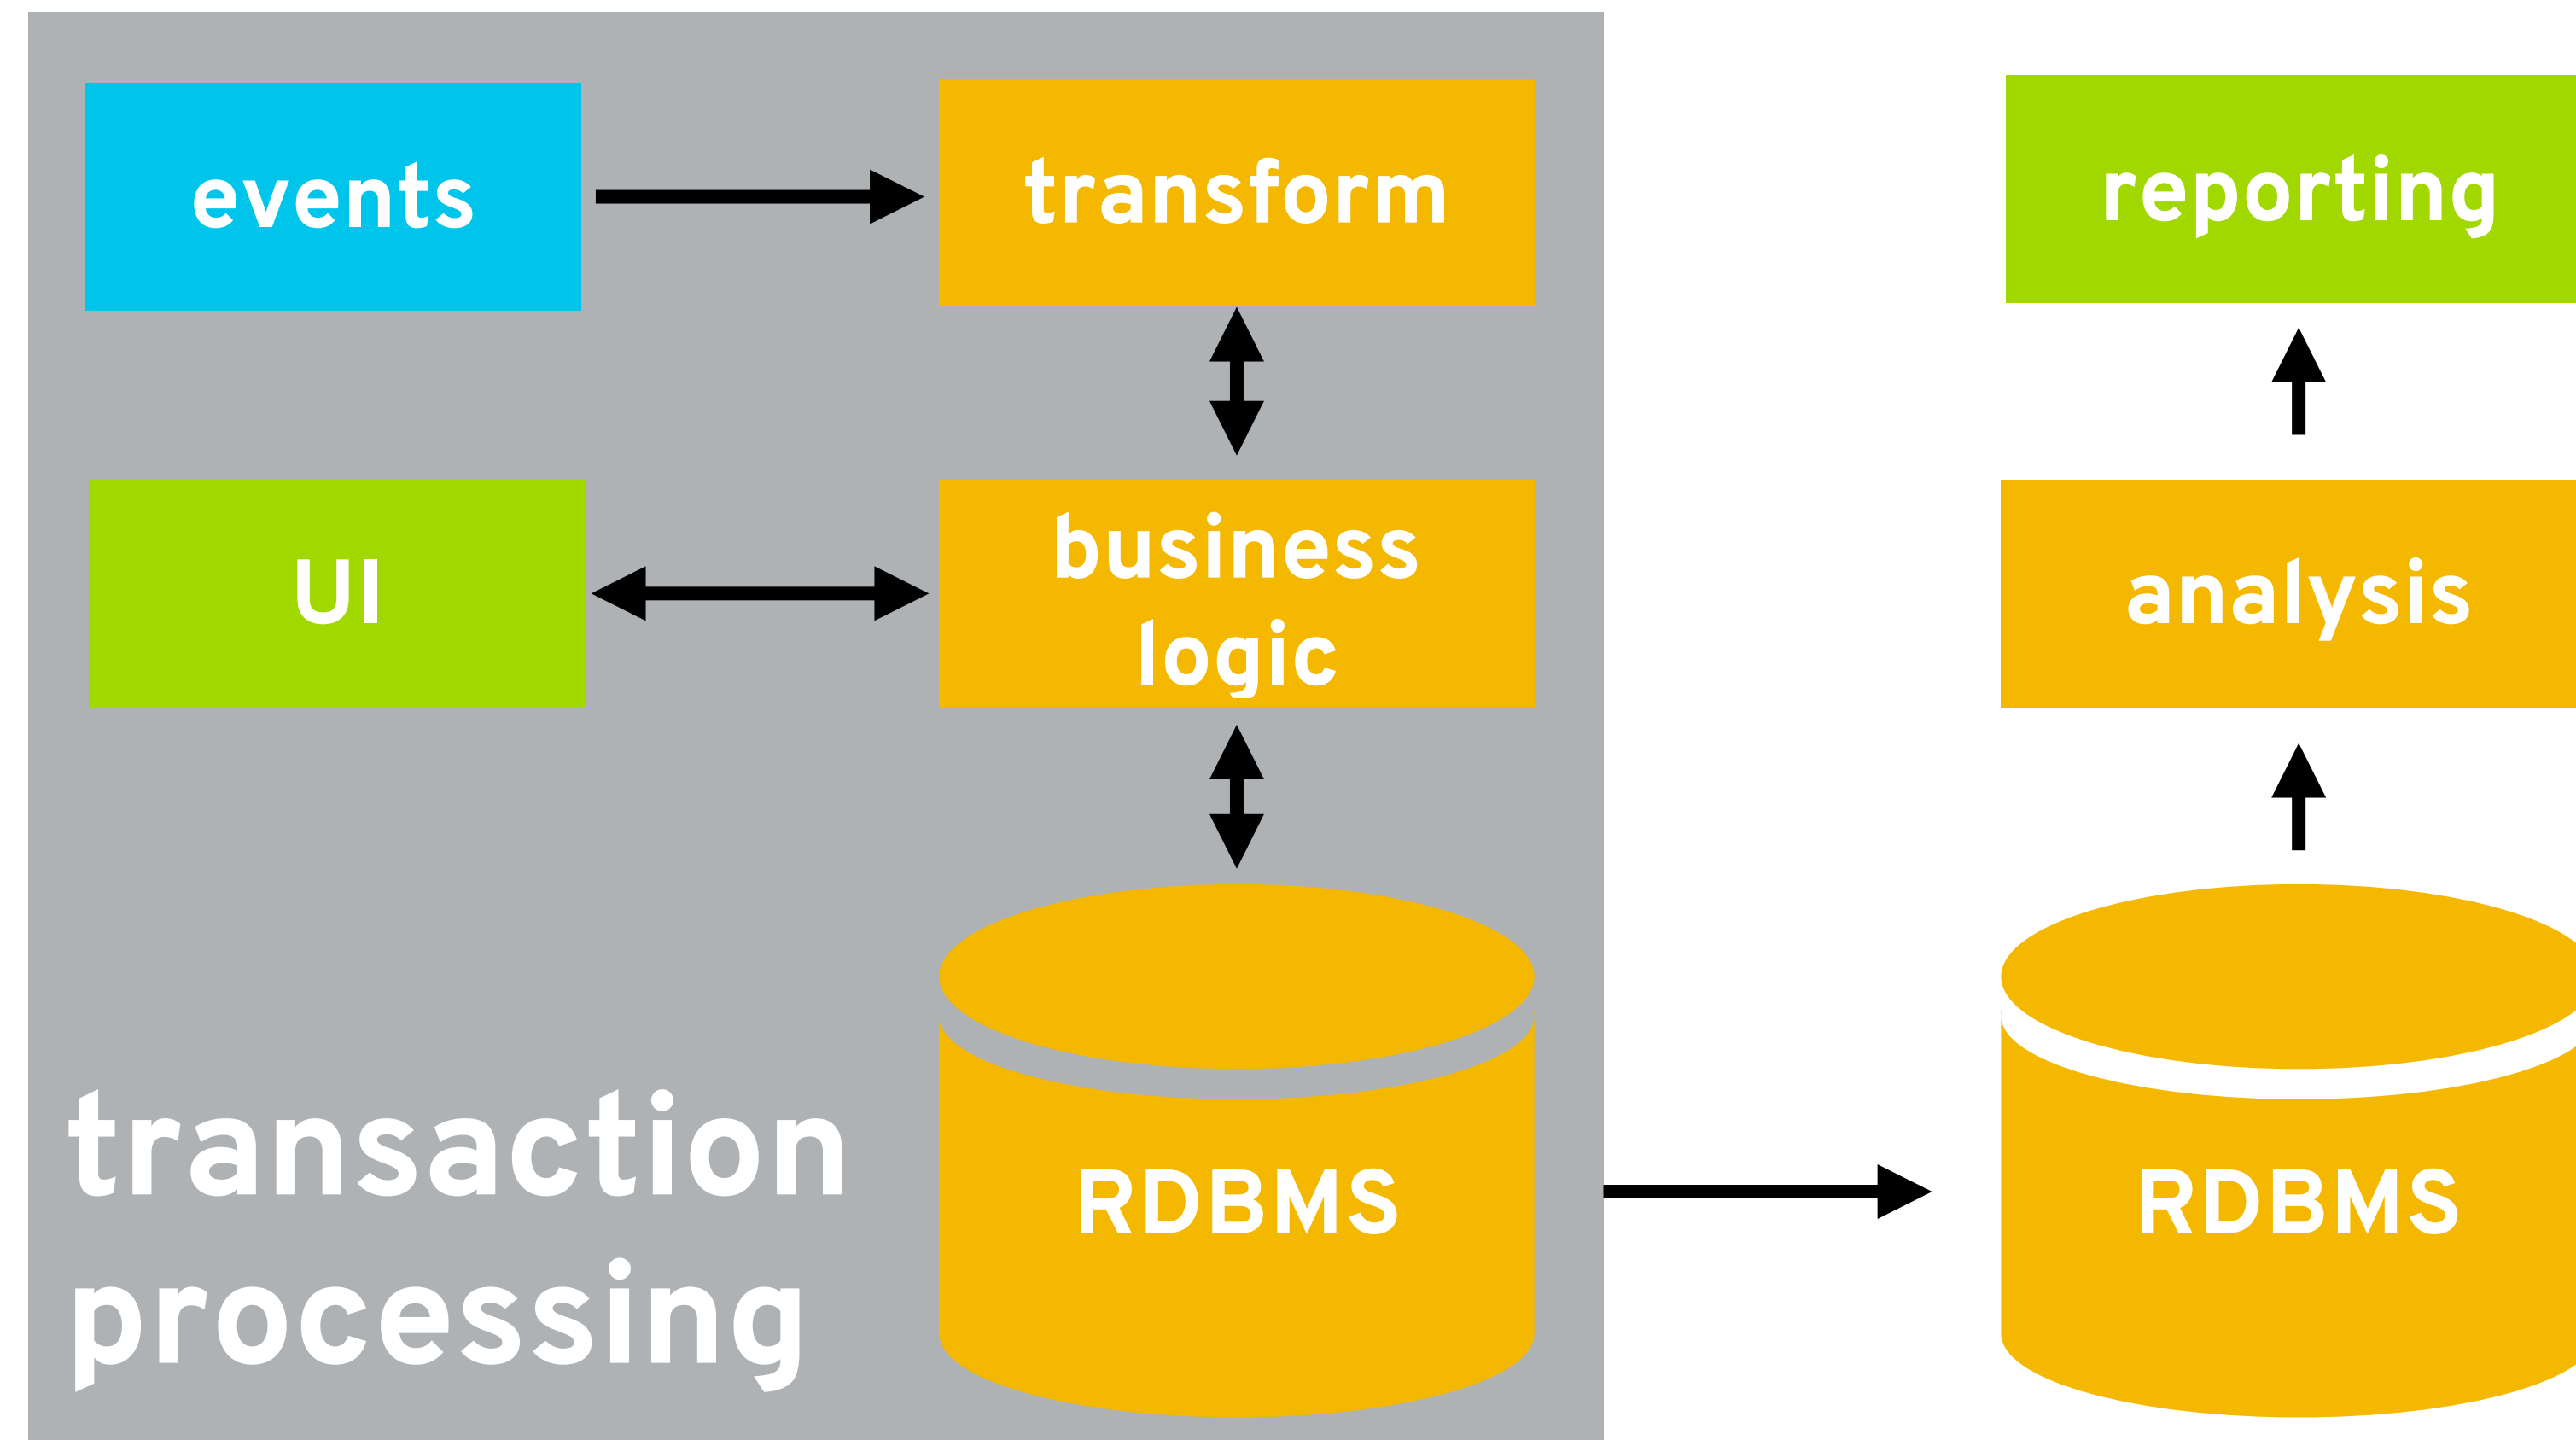 events
transform
reporting
UI
business
logic
analysis
transaction
processing
RDBMS
RDBMS